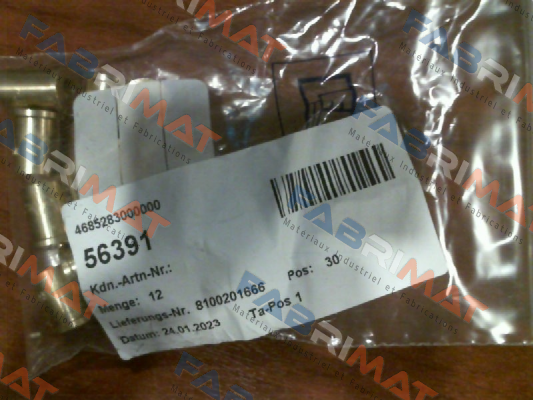 4685283000000
56391
Kdn.-Artn-Nr.:
Menge: 12 Pos: 30
Lieferungs-Nr. 8100201666 Ta-Pos 1
Datum: 24.01.2023
FABRIMAT
Materiaux Industriel et Fabrications